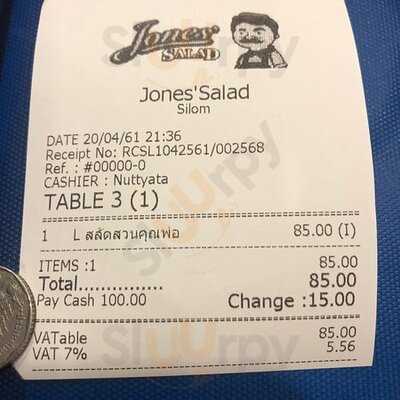 Jones'
SALAD
Jones'Salad
Silom
DATE 20/04/61 21:36
Receipt No: RCSL1042561/002568
Ref. : #00000-0
CASHIER : Nuttyata
TABLE 3 (1)
1 L สลัดสวนคุณพ่อ 85.00 (I)
ITEMS :1 85.00
Total............... 85.00
Pay Cash 100.00 Change :15.00
VATable 85.00
VAT 7% 5.56
Sluurpy